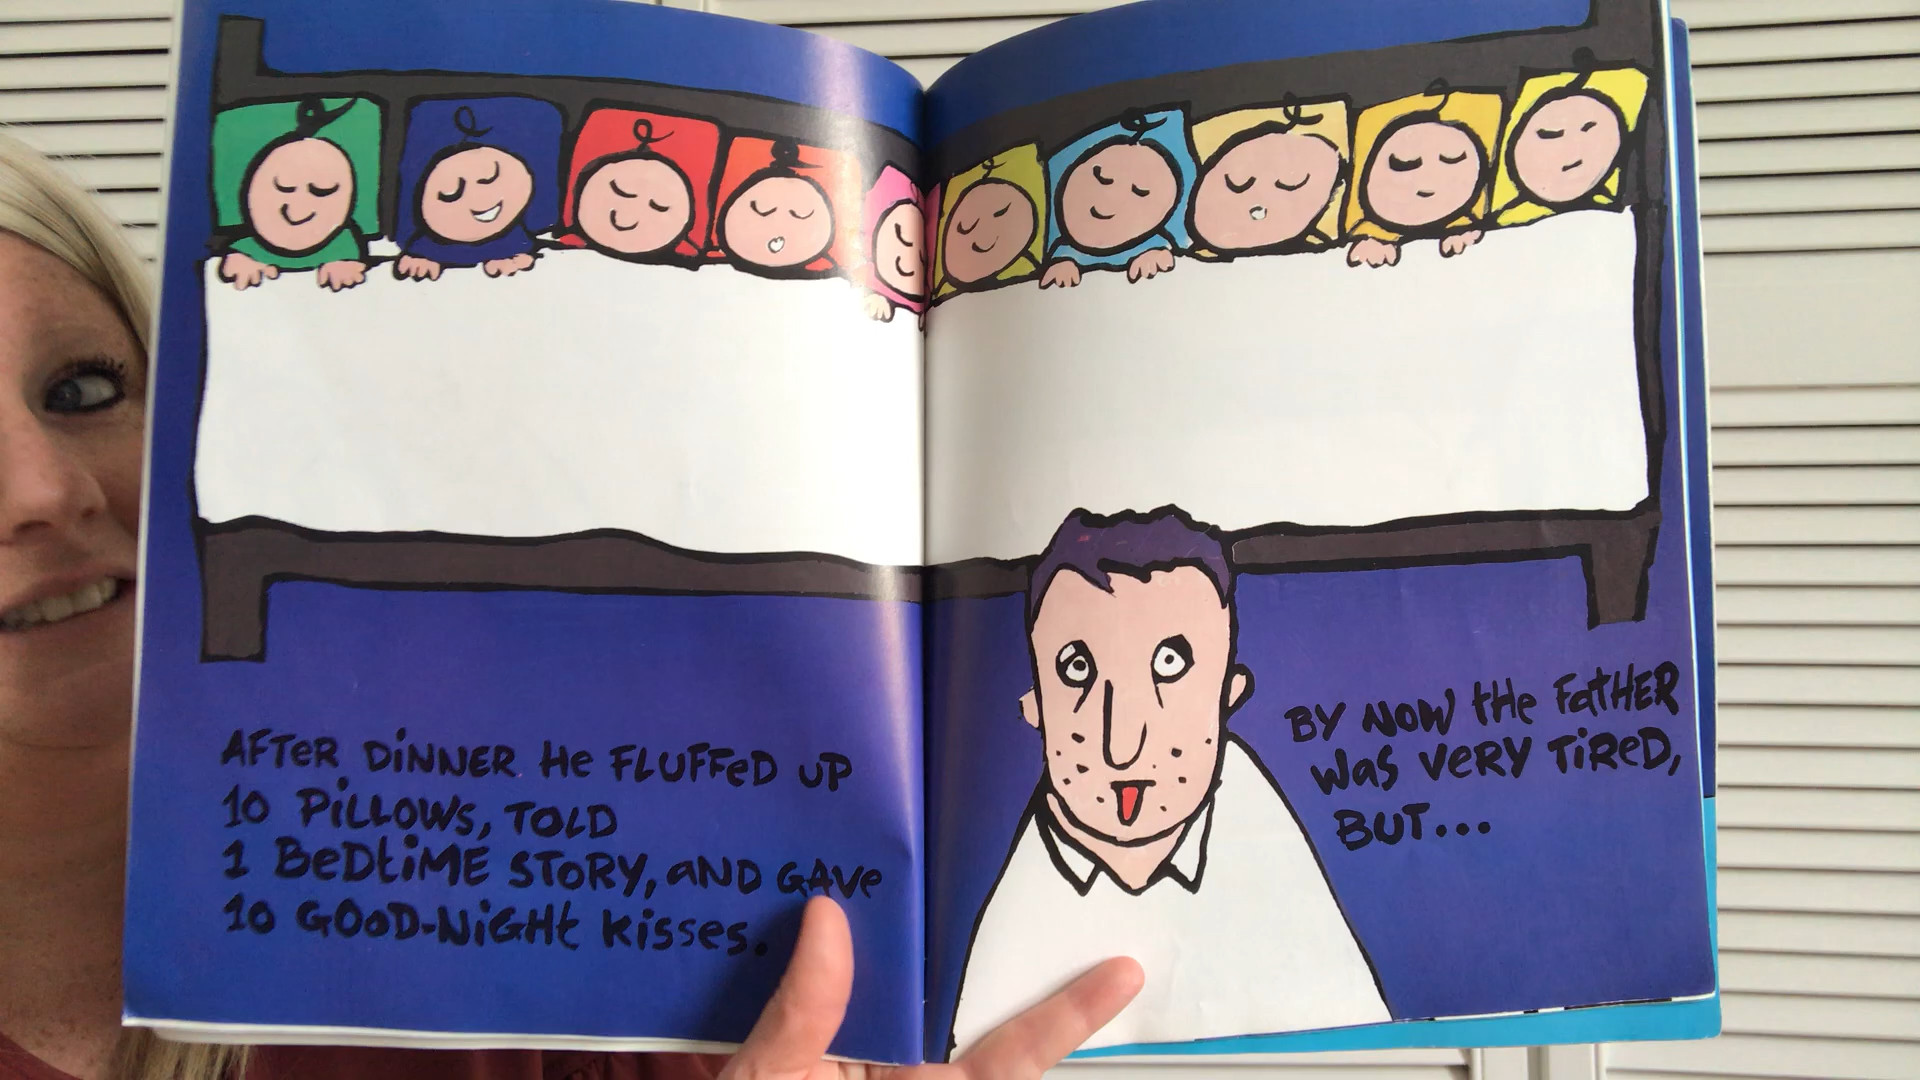 AFTER DINNER HE FLUFFED UP
10 PILLOWS, TOLD
1 BEDTIME STORY, AND GAVE
10 GOOD-NIGHT KISSES.
BY NOW THE FATHER
WAS VERY TIRED,
BUT...